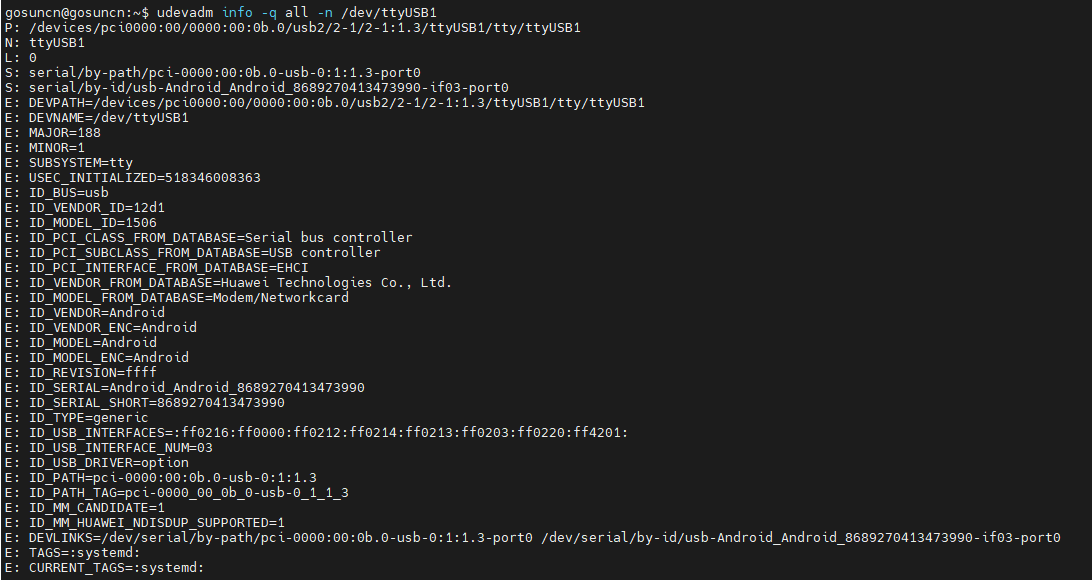 gosuncn@gosuncn:~$ udevadm info -q all -n /dev/ttyUSB1
P: /devices/pci0000:00/0000:00:0b.0/usb2/2-1/2-1:1.3/ttyUSB1/tty/ttyUSB1
N: ttyUSB1
L: 0
S: serial/by-path/pci-0000:00:0b.0-usb-0:1:1.3-port0
S: serial/by-id/usb-Android_Android_8689270413473990-if03-port0
E: DEVPATH=/devices/pci0000:00/0000:00:0b.0/usb2/2-1/2-1:1.3/ttyUSB1/tty/ttyUSB1
E: DEVNAME=/dev/ttyUSB1
E: MAJOR=188
E: MINOR=1
E: SUBSYSTEM=tty
E: USEC_INITIALIZED=518346008363
E: ID_BUS=usb
E: ID_VENDOR_ID=12d1
E: ID_MODEL_ID=1506
E: ID_PCI_CLASS_FROM_DATABASE=Serial bus controller
E: ID_PCI_SUBCLASS_FROM_DATABASE=USB controller
E: ID_PCI_INTERFACE_FROM_DATABASE=EHCI
E: ID_VENDOR_FROM_DATABASE=Huawei Technologies Co., Ltd.
E: ID_MODEL_FROM_DATABASE=Modem/Networkcard
E: ID_VENDOR=Android
E: ID_VENDOR_ENC=Android
E: ID_MODEL=Android
E: ID_MODEL_ENC=Android
E: ID_REVISION=ffff
E: ID_SERIAL=Android_Android_8689270413473990
E: ID_SERIAL_SHORT=8689270413473990
E: ID_TYPE=generic
E: ID_USB_INTERFACES=:ff0216:ff0000:ff0212:ff0214:ff0213:ff0203:ff0220:ff4201:
E: ID_USB_INTERFACE_NUM=03
E: ID_USB_DRIVER=option
E: ID_PATH=pci-0000:00:0b.0-usb-0:1:1.3
E: ID_PATH_TAG=pci-0000_00_0b_0-usb-0_1_1_3
E: ID_MM_CANDIDATE=1
E: ID_MM_HUAWEI_NDISDUP_SUPPORTED=1
E: DEVLINKS=/dev/serial/by-path/pci-0000:00:0b.0-usb-0:1:1.3-port0 /dev/serial/by-id/usb-Android_Android_8689270413473990-if03-port0
E: TAGS=:systemd:
E: CURRENT_TAGS=:systemd: